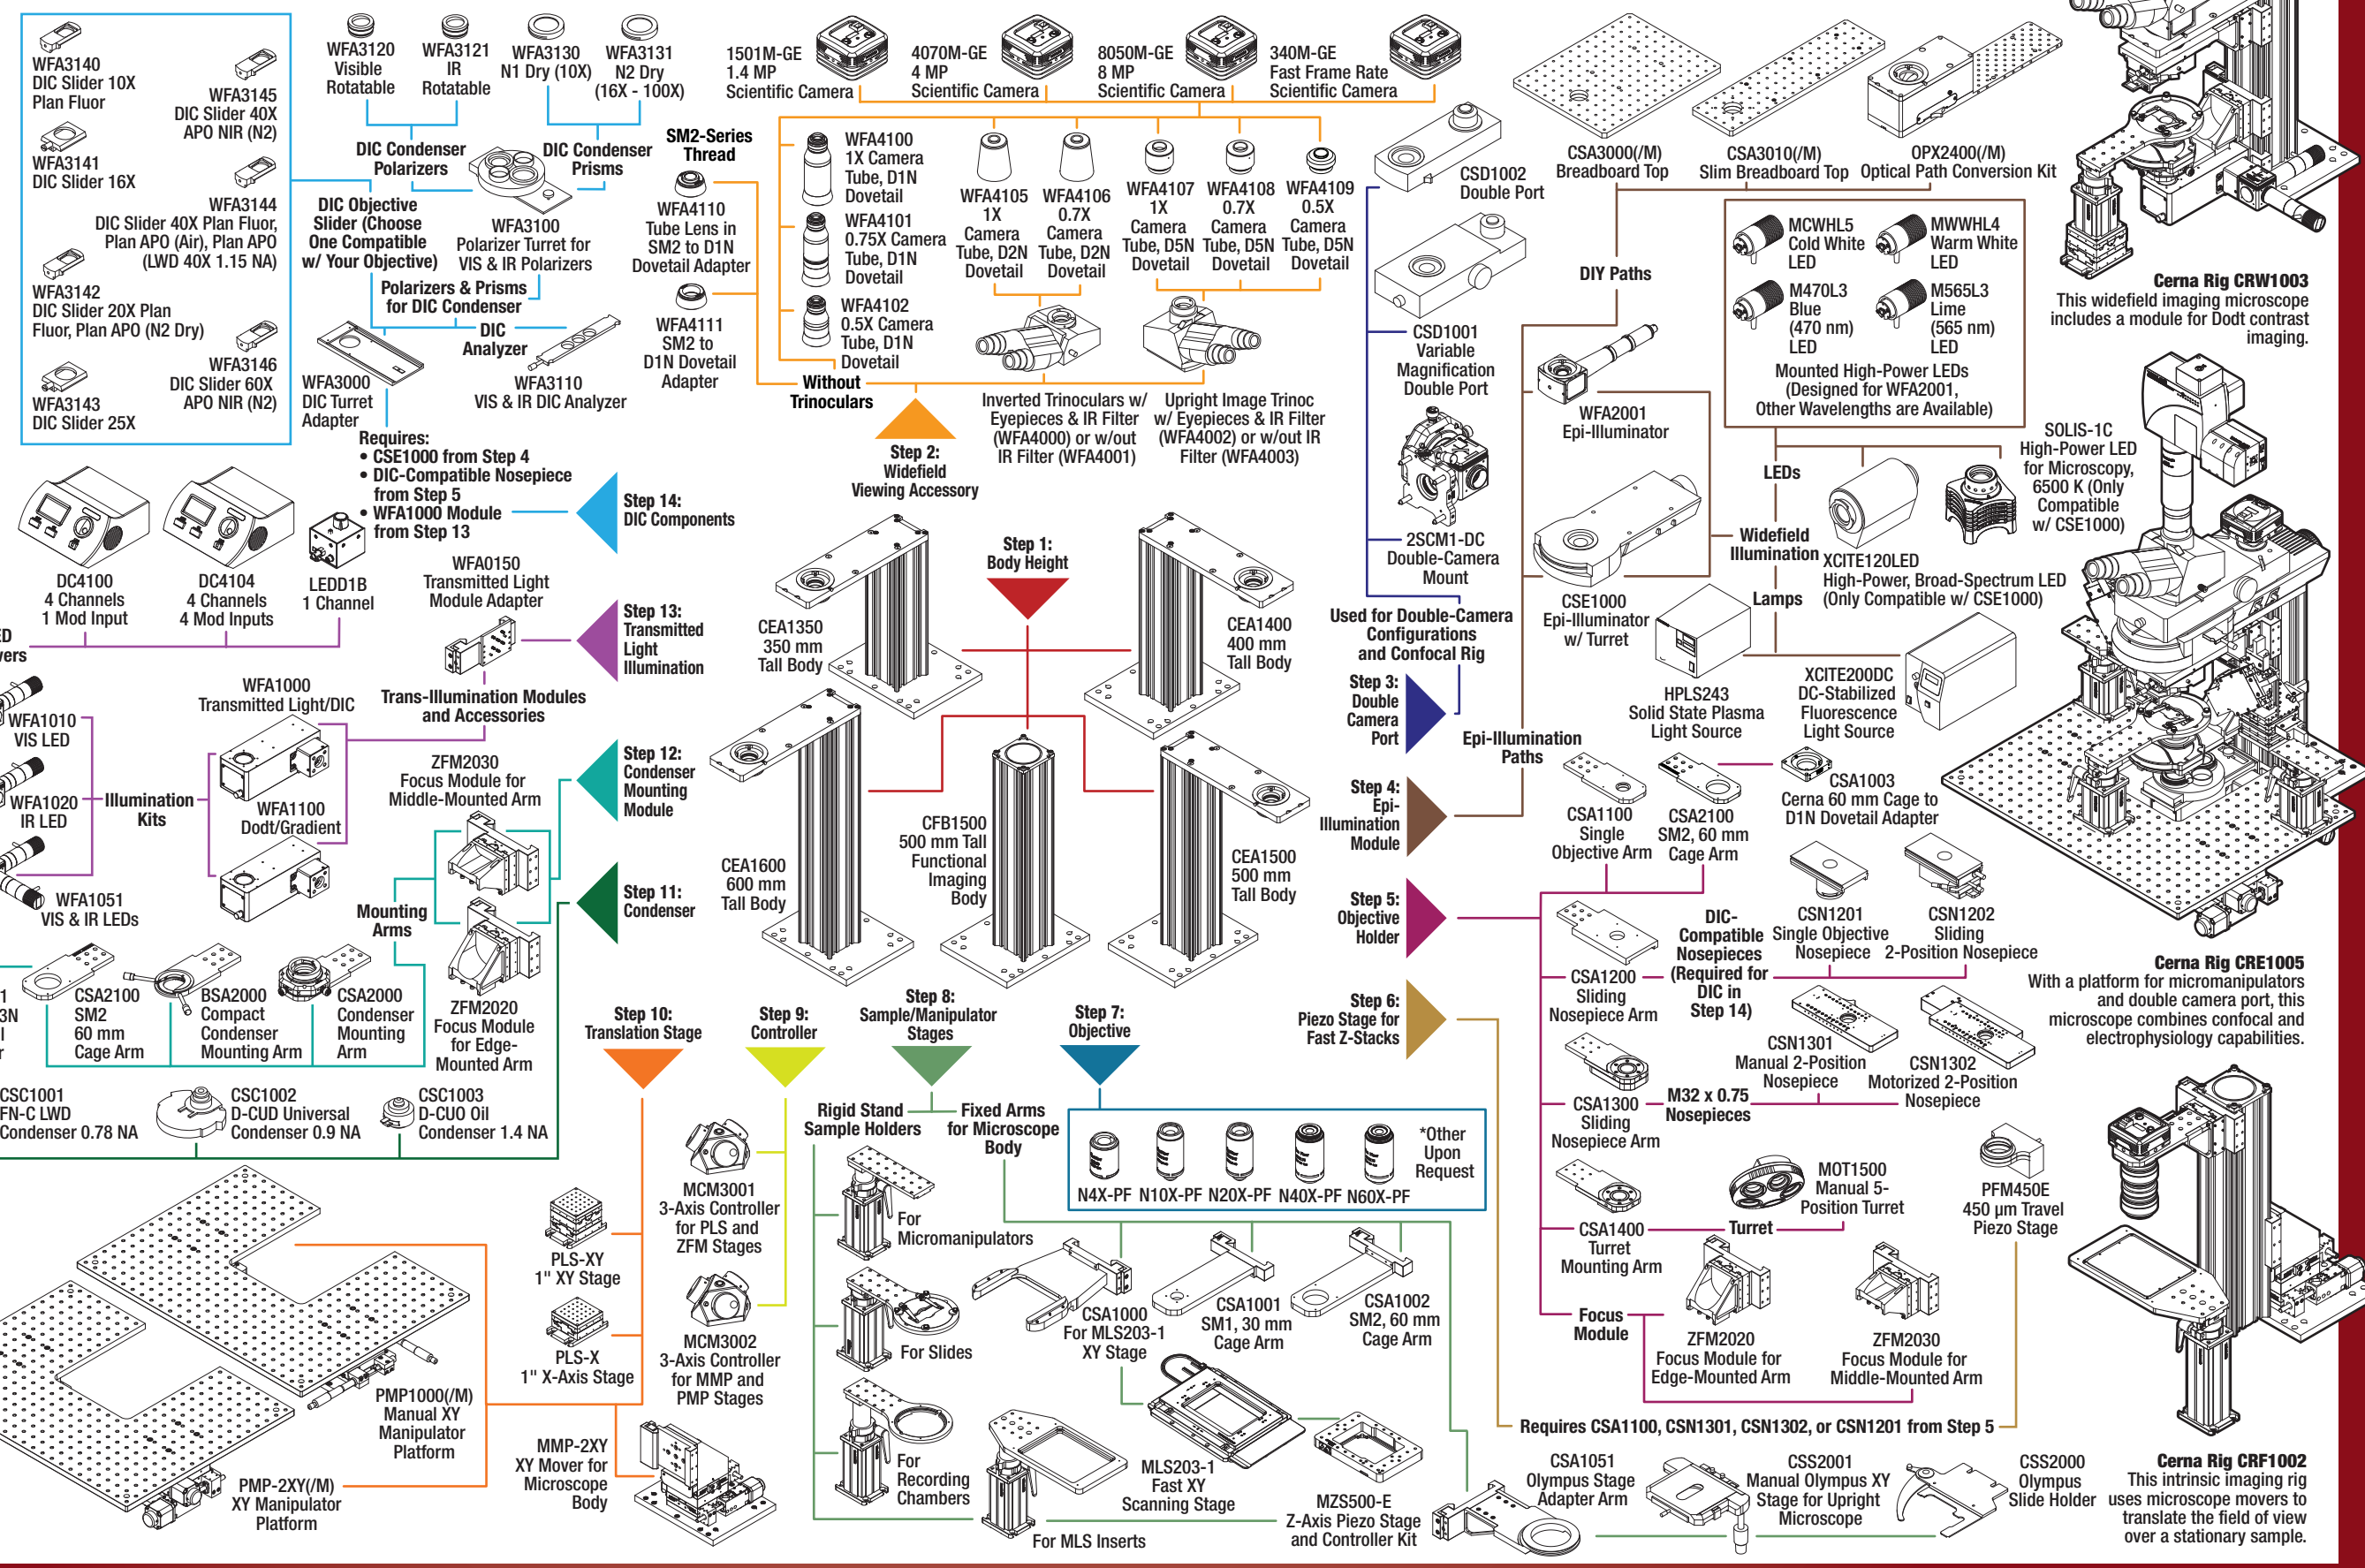 WFA3140
DIC Slider 10X
Plan Fluor
WFA3145
DIC Slider 40X
APO NIR (N2)
WFA3141
DIC Slider 16X
WFA3144
DIC Slider 40X Plan Fluor,
Plan APO (Air), Plan APO
(LWD 40X 1.15 NA)
WFA3142
DIC Slider 20X Plan
Fluor, Plan APO (N2 Dry)
WFA3146
DIC Slider 60X
APO NIR (N2)
WFA3143
DIC Slider 25X
WFA3120
Visible
Rotatable
WFA3121
IR
Rotatable
WFA3130
N1 Dry (10X)
WFA3131
N2 Dry
(16X - 100X)
DIC Condenser
Polarizers
DIC Condenser
Prisms
DIC Objective
Slider (Choose
One Compatible
w/ Your Objective)
WFA3100
Polarizer Turret for
VIS & IR Polarizers
Polarizers & Prisms
for DIC Condenser
DIC
Analyzer
WFA3000
DIC Turret
Adapter
WFA3110
VIS & IR DIC Analyzer
Requires:
• CSE1000 from Step 4
• DIC-Compatible Nosepiece
from Step 5
• WFA1000 Module
from Step 13
Step 14:
DIC Components
1501M-GE
1.4 MP
Scientific Camera
4070M-GE
4 MP
Scientific Camera
8050M-GE
8 MP
Scientific Camera
340M-GE
Fast Frame Rate
Scientific Camera
SM2-Series
Thread
WFA4110
Tube Lens in
SM2 to D1N
Dovetail Adapter
WFA4111
SM2 to
D1N Dovetail
Adapter
WFA4100
1X Camera
Tube, D1N
Dovetail
WFA4101
0.75X Camera
Tube, D1N
Dovetail
WFA4102
0.5X Camera
Tube, D1N
Dovetail
WFA4105
1X
Camera
Tube, D2N
Dovetail
WFA4106
0.7X
Camera
Tube, D2N
Dovetail
WFA4107
1X
Camera
Tube, D5N
Dovetail
WFA4108
0.7X
Camera
Tube, D5N
Dovetail
WFA4109
0.5X
Camera
Tube, D5N
Dovetail
Without
Trinoculars
Inverted Trinoculars w/
Eyepieces & IR Filter
(WFA4000) or w/out
IR Filter (WFA4001)
Upright Image Trinoc
w/ Eyepieces & IR Filter
(WFA4002) or w/out IR
Filter (WFA4003)
Step 2:
Widefield
Viewing Accessory
CSD1002
Double Port
CSD1001
Variable
Magnification
Double Port
2SCM1-DC
Double-Camera
Mount
Used for Double-Camera
Configurations
and Confocal Rig
Step 3:
Double
Camera
Port
CSA3000(/M)
Breadboard Top
CSA3010(/M)
Slim Breadboard Top
OPX2400(/M)
Optical Path Conversion Kit
DIY Paths
MCWHL5
Cold White
LED
MWWHL4
Warm White
LED
M470L3
Blue
(470 nm)
LED
M565L3
Lime
(565 nm)
LED
Mounted High-Power LEDs
(Designed for WFA2001,
Other Wavelengths are Available)
WFA2001
Epi-Illuminator
LEDs
SOLIS-1C
High-Power LED
for Microscopy,
6500 K (Only
Compatible
w/ CSE1000)
Widefield
Illumination
XCITE120LED
High-Power, Broad-Spectrum LED
(Only Compatible w/ CSE1000)
CSE1000
Epi-Illuminator
w/ Turret
Lamps
HPLS243
Solid State Plasma
Light Source
XCITE200DC
DC-Stabilized
Fluorescence
Light Source
Epi-Illumination
Paths
Step 4:
Epi-
Illumination
Module
Cerna Rig CRW1003
This widefield imaging microscope
includes a module for Dodt contrast
imaging.
DC4100
4 Channels
1 Mod Input
DC4104
4 Channels
4 Mod Inputs
LEDD1B
1 Channel
WFA0150
Transmitted Light
Module Adapter
Step 13:
Transmitted
Light
Illumination
WFA1010
VIS LED
WFA1020
IR LED
WFA1051
VIS & IR LEDs
Illumination
Kits
WFA1000
Transmitted Light/DIC
WFA1100
Dodt/Gradient
Trans-Illumination Modules
and Accessories
ZFM2030
Focus Module for
Middle-Mounted Arm
Step 12:
Condenser
Mounting
Module
Step 11:
Condenser
Mounting
Arms
ZFM2020
Focus Module
for Edge-
Mounted Arm
CSA2100
SM2
60 mm
Cage Arm
BSA2000
Compact
Condenser
Mounting Arm
CSA2000
Condenser
Mounting
Arm
CSC1001
FN-C LWD
Condenser 0.78 NA
CSC1002
D-CUD Universal
Condenser 0.9 NA
CSC1003
D-CUO Oil
Condenser 1.4 NA
Step 1:
Body Height
CEA1350
350 mm
Tall Body
CEA1400
400 mm
Tall Body
CEA1600
600 mm
Tall Body
CFB1500
500 mm Tall
Functional
Imaging
Body
CEA1500
500 mm
Tall Body
Step 5:
Objective
Holder
CSA1100
Single
Objective Arm
CSA2100
SM2, 60 mm
Cage Arm
CSA1003
Cerna 60 mm Cage to
D1N Dovetail Adapter
CSA1200
Sliding
Nosepiece Arm
DIC-
Compatible
Nosepieces
(Required for
DIC in
Step 14)
CSN1201
Single Objective
Nosepiece
CSN1202
Sliding
2-Position Nosepiece
CSN1301
Manual 2-Position
Nosepiece
CSN1302
Motorized 2-Position
Nosepiece
CSA1300
Sliding
Nosepiece Arm
M32 x 0.75
Nosepieces
CSA1400
Turret
Mounting Arm
Turret
MOT1500
Manual 5-
Position Turret
Focus
Module
ZFM2020
Focus Module for
Edge-Mounted Arm
ZFM2030
Focus Module for
Middle-Mounted Arm
PFM450E
450 µm Travel
Piezo Stage
Step 6:
Piezo Stage for
Fast Z-Stacks
Requires CSA1100, CSN1301, CSN1302, or CSN1201 from Step 5
Cerna Rig CRE1005
With a platform for micromanipulators
and double camera port, this
microscope combines confocal and
electrophysiology capabilities.
Step 10:
Translation Stage
Step 9:
Controller
Step 8:
Sample/Manipulator
Stages
Step 7:
Objective
PLS-XY
1" XY Stage
PLS-X
1" X-Axis Stage
PMP1000(/M)
Manual XY
Manipulator
Platform
PMP-2XY(/M)
XY Manipulator
Platform
MMP-2XY
XY Mover for
Microscope
Body
MCM3001
3-Axis Controller
for PLS and
ZFM Stages
MCM3002
3-Axis Controller
for MMP and
PMP Stages
Rigid Stand
Sample Holders
Fixed Arms
for Microscope
Body
For
Micromanipulators
For Slides
For
Recording
Chambers
For MLS Inserts
N4X-PF
N10X-PF
N20X-PF
N40X-PF
N60X-PF
*Other
Upon
Request
CSA1000
For MLS203-1
XY Stage
CSA1001
SM1, 30 mm
Cage Arm
CSA1002
SM2, 60 mm
Cage Arm
MLS203-1
Fast XY
Scanning Stage
MZS500-E
Z-Axis Piezo Stage
and Controller Kit
CSA1051
Olympus Stage
Adapter Arm
CSS2001
Manual Olympus XY
Stage for Upright
Microscope
CSS2000
Olympus
Slide Holder
Cerna Rig CRF1002
This intrinsic imaging rig
uses microscope movers to
translate the field of view
over a stationary sample.